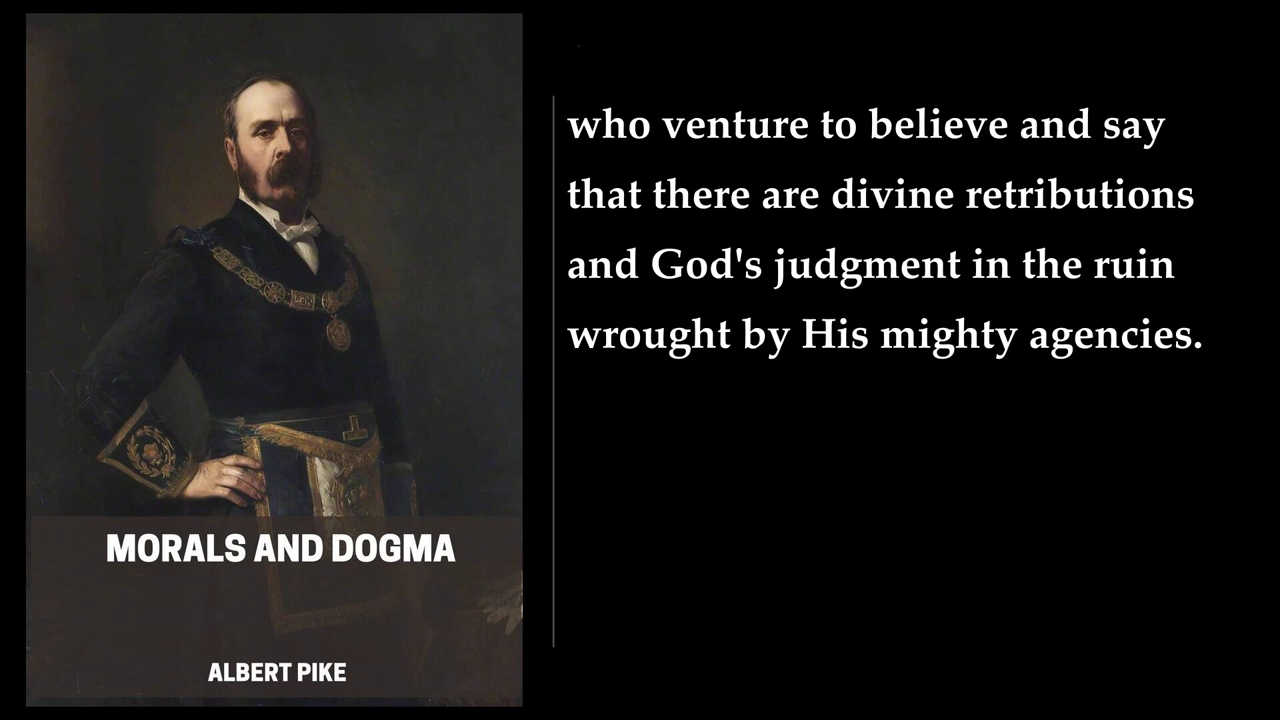 MORALS AND DOGMA
ALBERT PIKE
who venture to believe and say
that there are divine retributions
and God's judgment in the ruin
wrought by His mighty agencies.